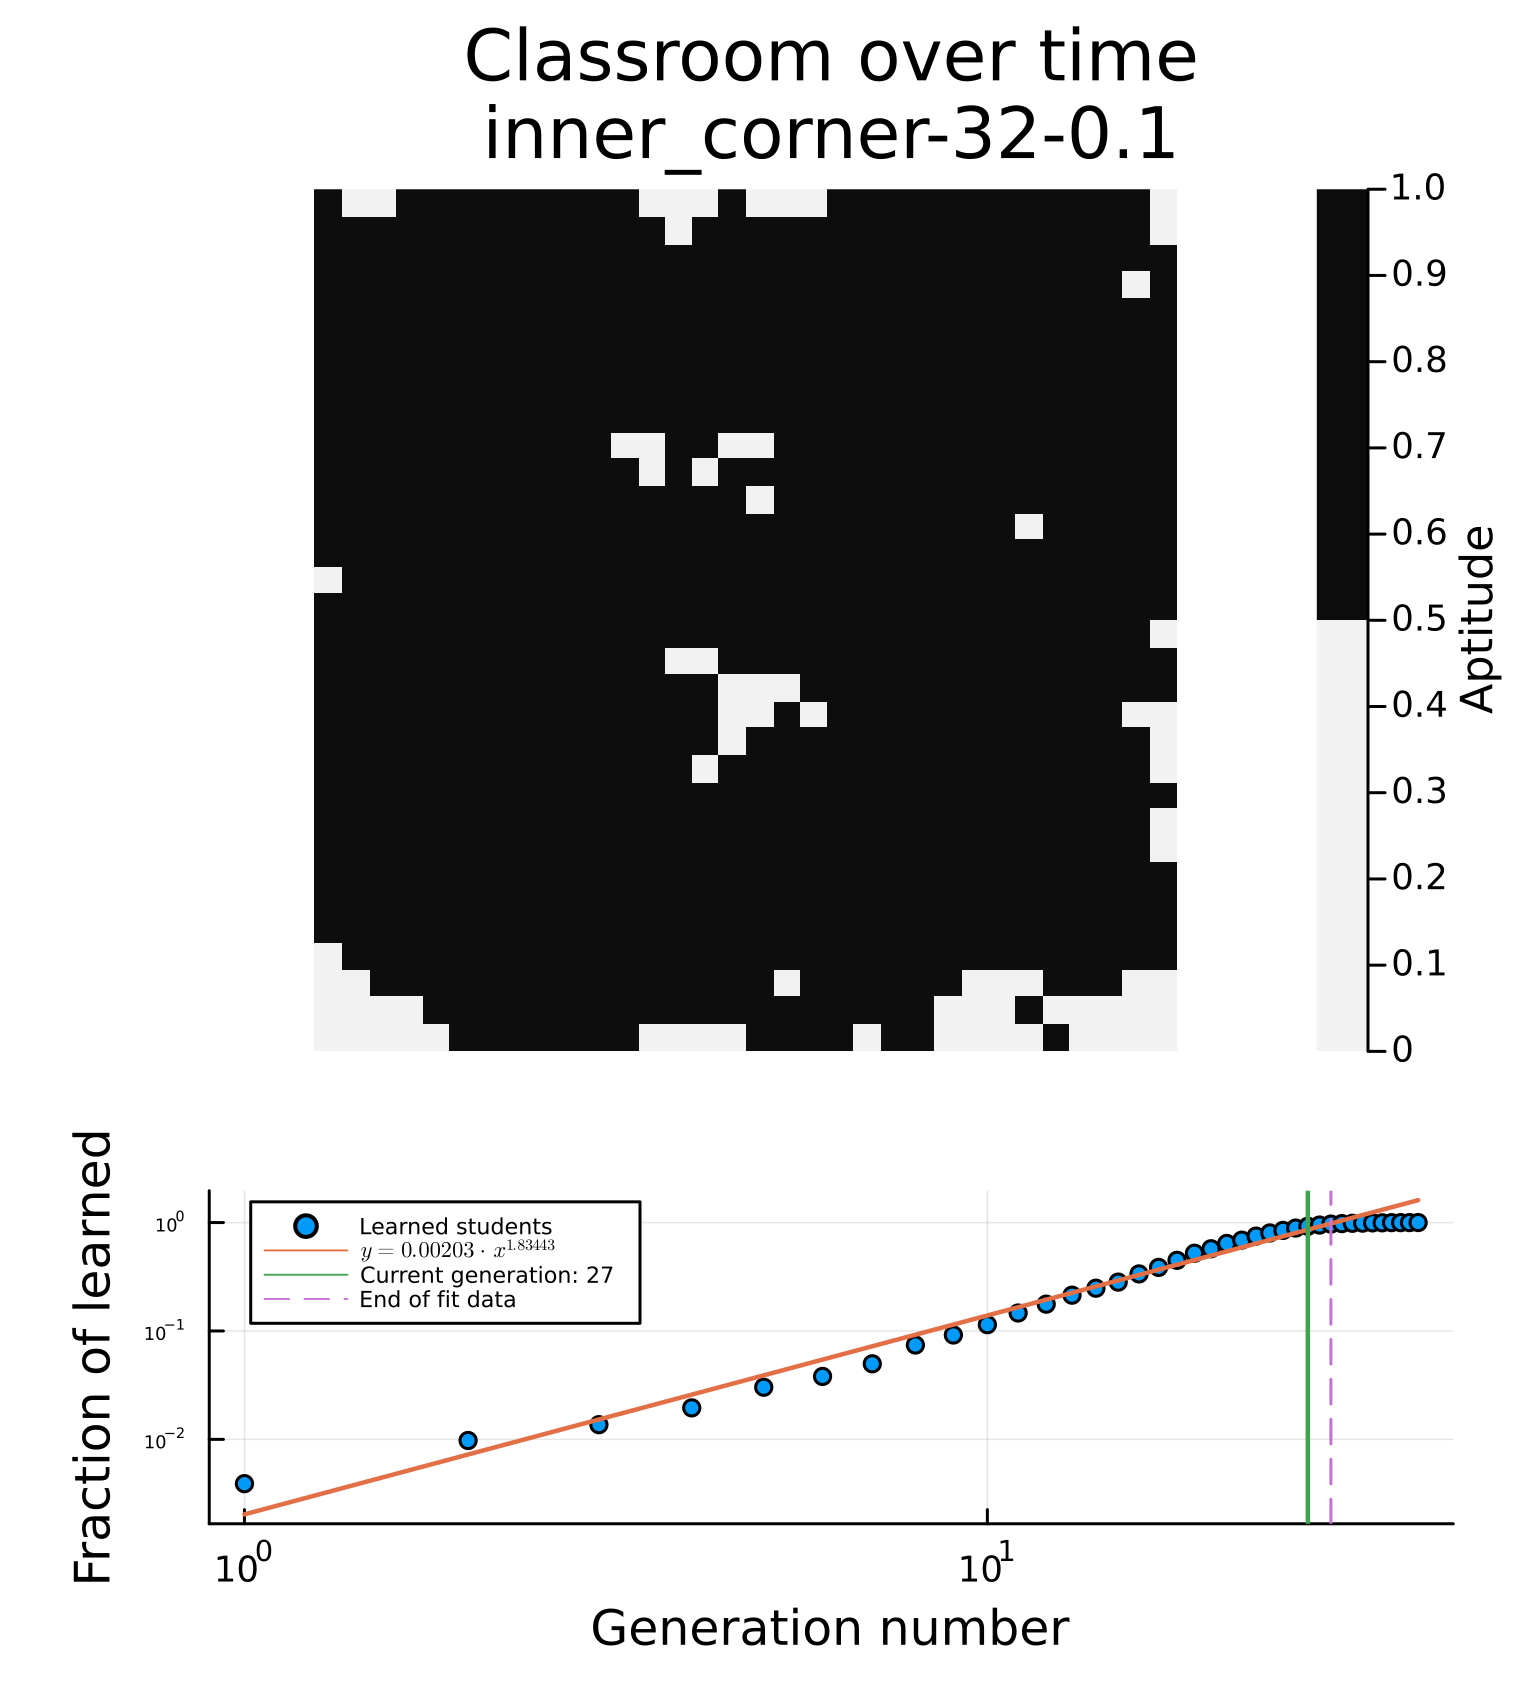 Classroom over time
inner_corner-32-0.1
1.0
0.9
0.8
0.7
0.6
0.5
0.4
0.3
0.2
0.1
0
Aptitude
Fraction of learned
10^0
10^-1
10^-2
Learned students
y = 0.00203 · x^1.83443
Current generation: 27
End of fit data
10^0
10^1
Generation number